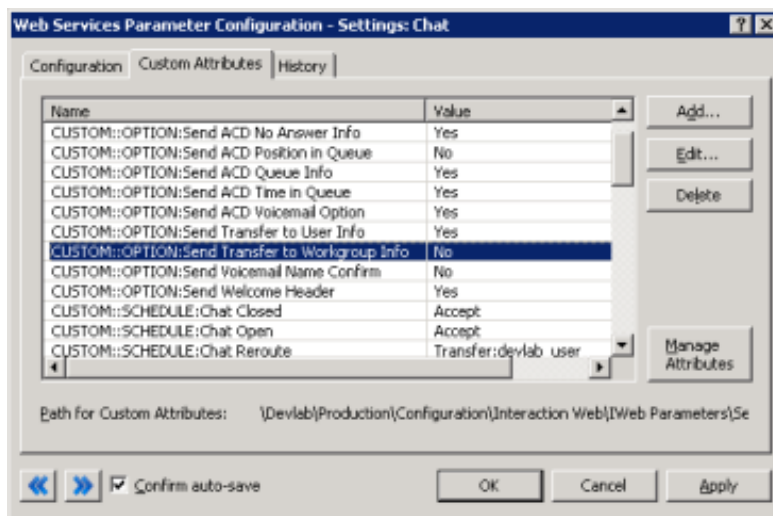 Web Services Parameter Configuration - Settings: Chat
Configuration Custom Attributes History
Name Value
CUSTOM::OPTION:Send ACD No Answer Info Yes
CUSTOM::OPTION:Send ACD Position in Queue No
CUSTOM::OPTION:Send ACD Queue Info Yes
CUSTOM::OPTION:Send ACD Time in Queue Yes
CUSTOM::OPTION:Send ACD Voicemail Option Yes
CUSTOM::OPTION:Send Transfer to User Info Yes
CUSTOM::OPTION:Send Transfer to Workgroup Info No
CUSTOM::OPTION:Send Voicemail Name Confirm No
CUSTOM::OPTION:Send Welcome Header Yes
CUSTOM::SCHEDULE:Chat Closed Accept
CUSTOM::SCHEDULE:Chat Open Accept
CUSTOM::SCHEDULE:Chat Reroute Transfer:devlab_user
Add...
Edit...
Delete
Manage
Attributes
Path for Custom Attributes: \Devlab\Production\Configuration\Interaction Web\IWeb Parameters\Se
Confirm auto-save OK Cancel Apply